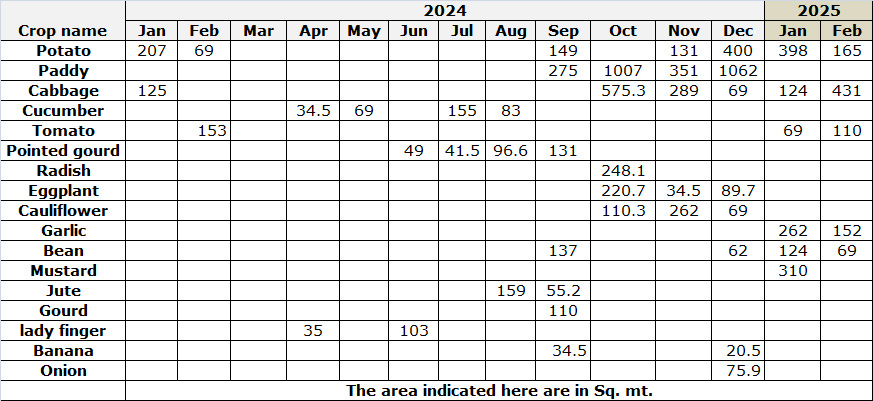 2024 2025
Crop name Jan Feb Mar Apr May Jun Jul Aug Sep Oct Nov Dec Jan Feb
Potato 207 69 149 131 400 398 165
Paddy 275 1007 351 1062
Cabbage 125 575.3 289 69 124 431
Cucumber 34.5 69 155 83
Tomato 153 69 110
Pointed gourd 49 41.5 96.6 131
Radish 248.1
Eggplant 220.7 34.5 89.7
Cauliflower 110.3 262 69
Garlic 262 152
Bean 137 62 124 69
Mustard 310
Jute 159 55.2
Gourd 110
lady finger 35 103
Banana 34.5 20.5
Onion 75.9
The area indicated here are in Sq. mt.